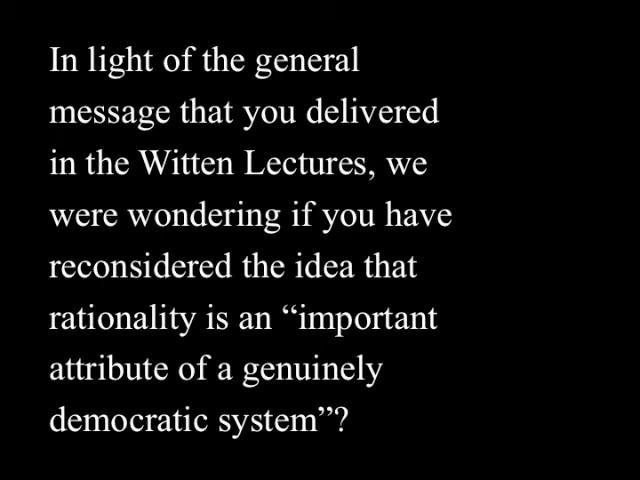 In light of the general
message that you delivered
in the Witten Lectures, we
were wondering if you have
reconsidered the idea that
rationality is an “important
attribute of a genuinely
democratic system”?